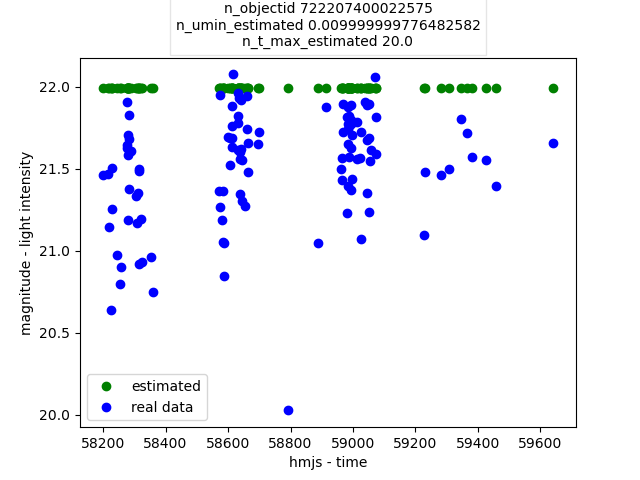 n_objectid 722207400022575
n_umin_estimated 0.009999999776482582
n_t_max_estimated 20.0
22.0
21.5
21.0
20.5
20.0
magnitude - light intensity
estimated
real data
58200 58400 58600 58800 59000 59200 59400 59600
hmjs - time